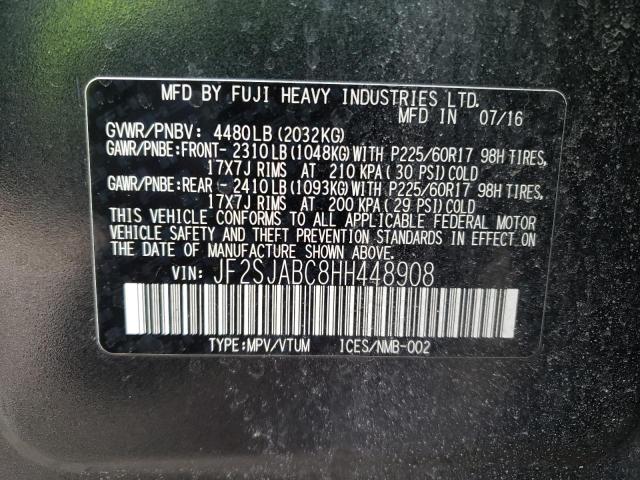 MFD BY FUJI HEAVY INDUSTRIES LTD.
MFD IN 07/16
GVWR/PNBV: 4480LB (2032KG)
GAWR/PNBE:FRONT- 2310LB(1048KG)WITH P225/60R17 98H TIRES,
17X7J RIMS AT 210 KPA ( 30 PSI)COLD
GAWR/PNBE:REAR - 2410LB(1093KG)WITH P225/60R17 98H TIRES,
17X7J RIMS AT 200 KPA ( 29 PSI)COLD
THIS VEHICLE CONFORMS TO ALL APPLICABLE FEDERAL MOTOR
VEHICLE SAFETY AND THEFT PREVENTION STANDARDS IN EFFECT ON
THE DATE OF MANUFACTURE SHOWN ABOVE.
VIN: JF2SJABC8HH448908
TYPE:MPV/VTUM ICES/NMB-002